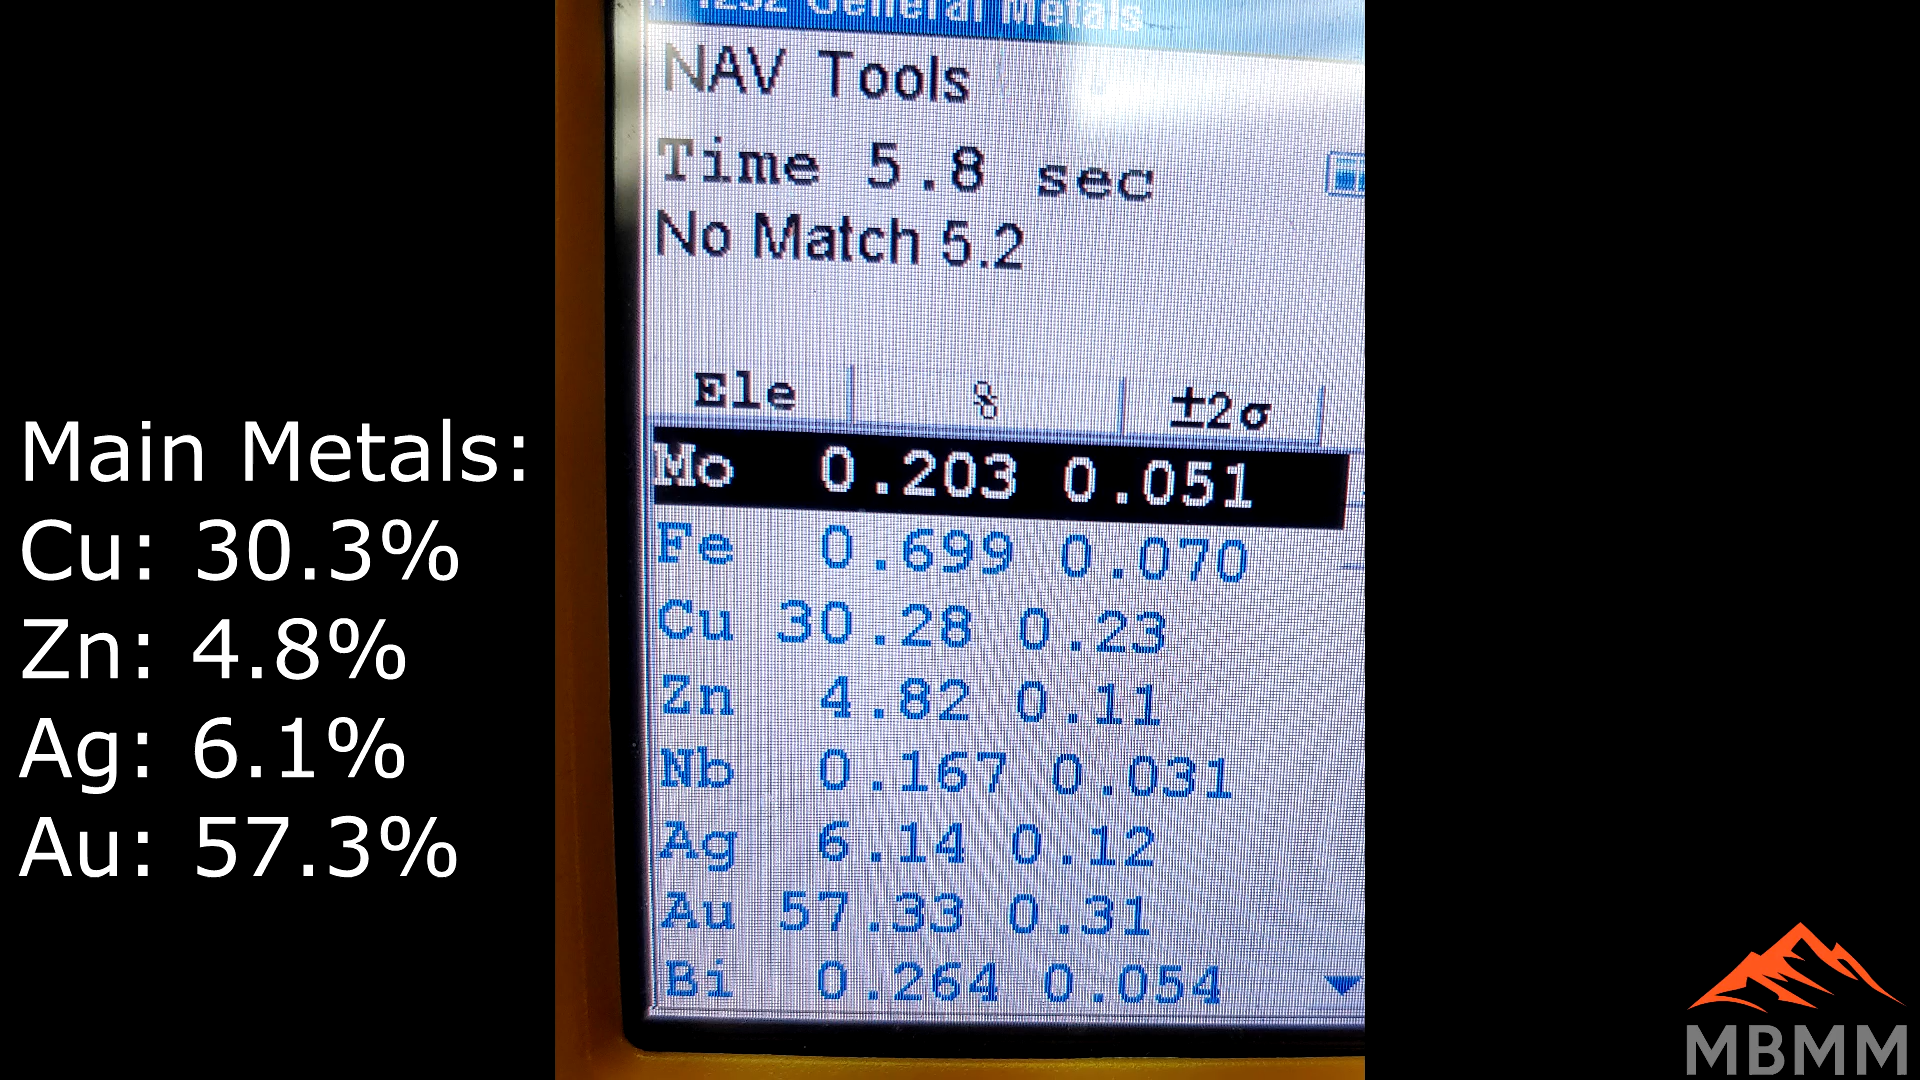 Main Metals:
Cu: 30.3%
Zn: 4.8%
Ag: 6.1%
Au: 57.3%
# 1252 General Metals
NAV Tools
Time 5.8 sec
No Match 5.2
Ele % ±2σ
Mo 0.203 0.051
Fe 0.699 0.070
Cu 30.28 0.23
Zn 4.82 0.11
Nb 0.167 0.031
Ag 6.14 0.12
Au 57.33 0.31
Bi 0.264 0.054
MBMM